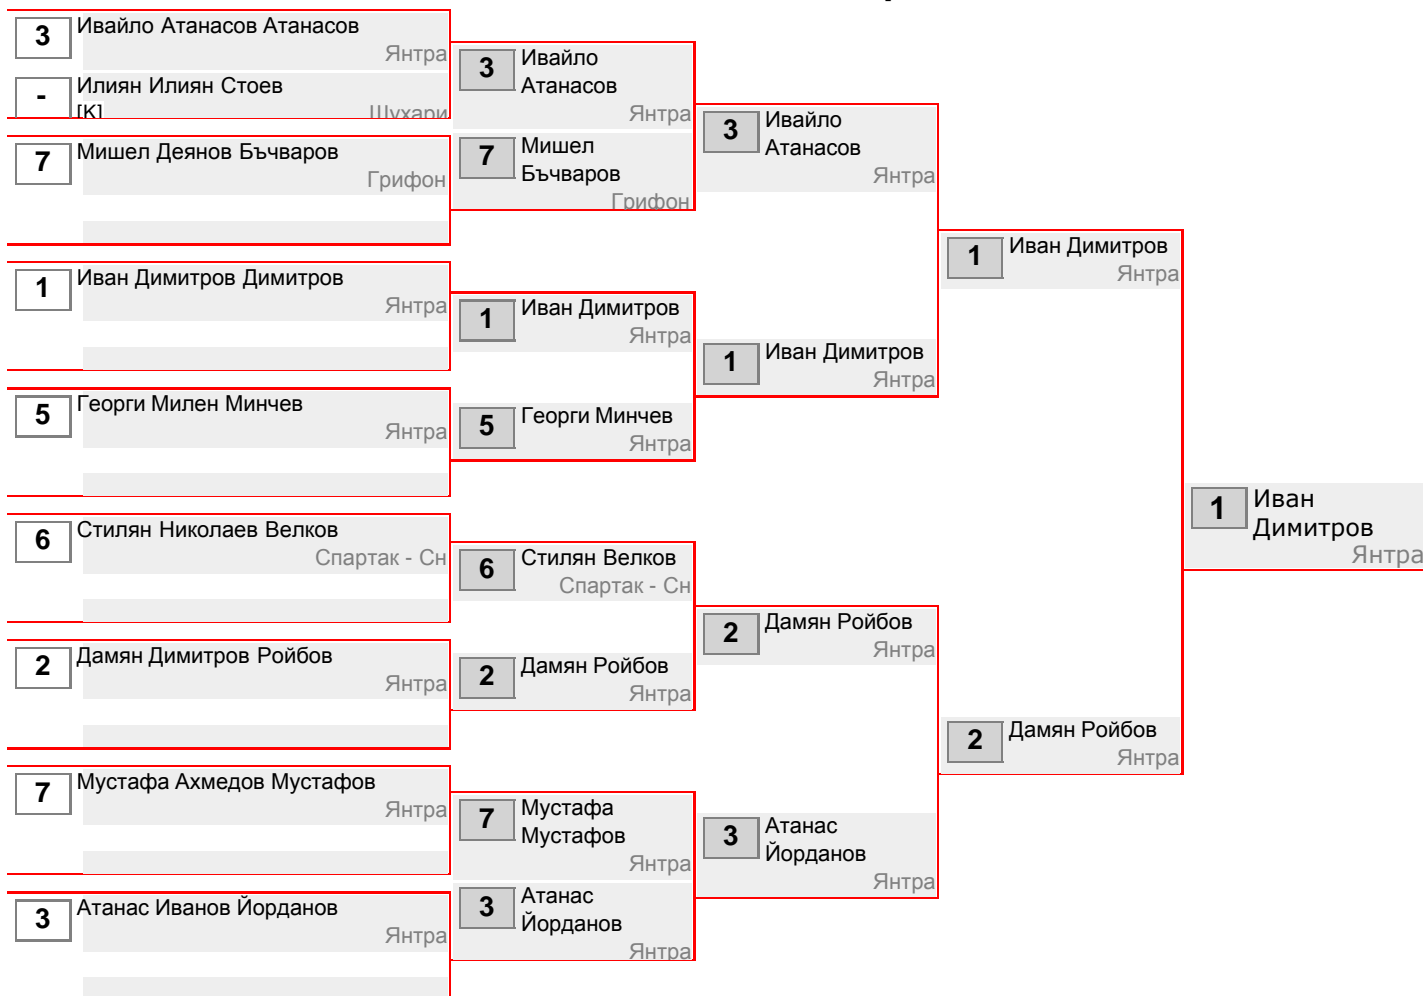 3
Ивайло Атанасов Атанасов
Янтра
-
Илиян Илиян Стоев
[К]
Шухари
7
Мишел Деянов Бъчваров
Грифон
1
Иван Димитров Димитров
Янтра
5
Георги Милен Минчев
Янтра
6
Стилян Николаев Велков
Спартак - Сн
2
Дамян Димитров Ройбов
Янтра
7
Мустафа Ахмедов Мустафов
Янтра
3
Атанас Иванов Йорданов
Янтра
3
Ивайло
Атанасов
Янтра
7
Мишел
Бъчваров
Грифон
1
Иван Димитров
Янтра
5
Георги Минчев
Янтра
6
Стилян Велков
Спартак - Сн
2
Дамян Ройбов
Янтра
7
Мустафа
Мустафов
Янтра
3
Атанас
Йорданов
Янтра
3
Ивайло
Атанасов
Янтра
1
Иван Димитров
Янтра
2
Дамян Ройбов
Янтра
3
Атанас
Йорданов
Янтра
1
Иван Димитров
Янтра
2
Дамян Ройбов
Янтра
1
Иван
Димитров
Янтра